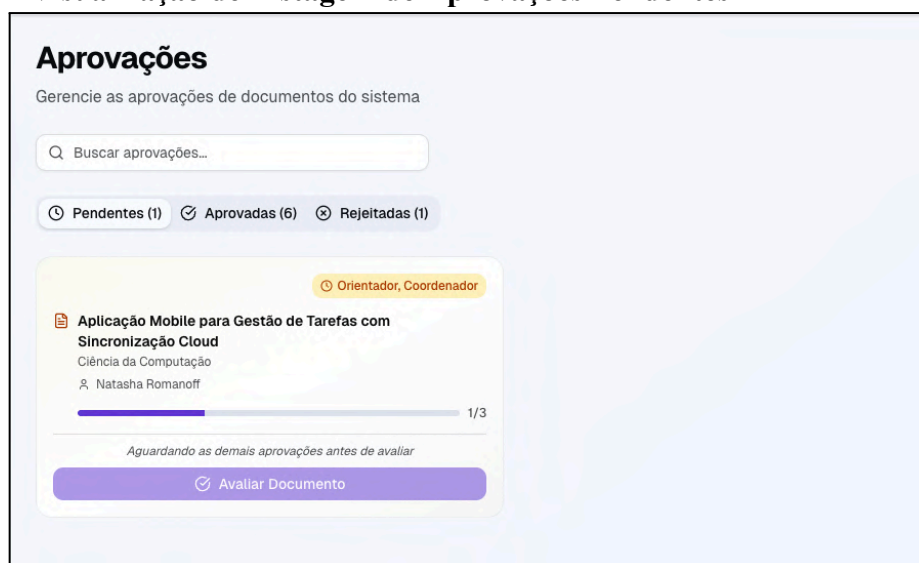 Aprovações
Gerencie as aprovações de documentos do sistema
Buscar aprovações...
Pendentes (1) Aprovadas (6) Rejeitadas (1)
Orientador, Coordenador
Aplicação Mobile para Gestão de Tarefas com
Sincronização Cloud
Ciência da Computação
Natasha Romanoff
1/3
Aguardando as demais aprovações antes de avaliar
Avaliar Documento